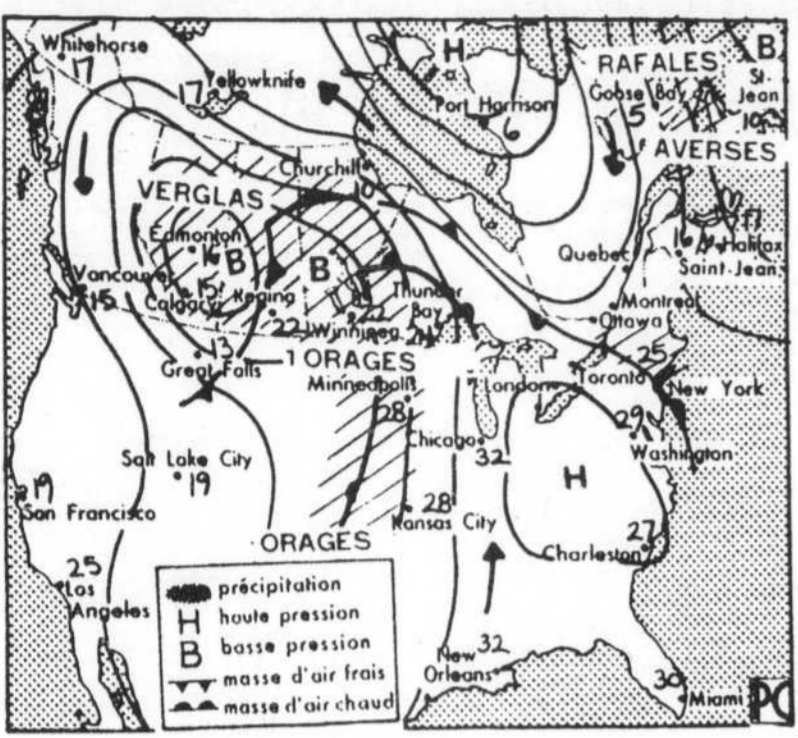 Whitehorse
17
17
Yellowknife
H
Port Harrison
6
RAFALES
B
Goose Bay
5
St-
Jean
10
AVERSES
Churchill
VERGLAS
Edmonton
B
B
Quebec
Halifax
Saint-Jean
Vancouver
15
Calgary
15
Regina
22
Winnipeg
22
Thunder
Bay
Montreal
Ottawa
13
Great Falls
ORAGES
Minneapolis
28
London
Toronto
25
New York
29
Washington
Chicago
32
Salt Lake City
19
H
19
San Francisco
28
Kansas City
27
Charleston
ORAGES
25
Los
Angeles
précipitation
H haute pression
B basse pression
masse d'air frais
masse d'air chaud
New 32
Orleans
30
Miami
PC